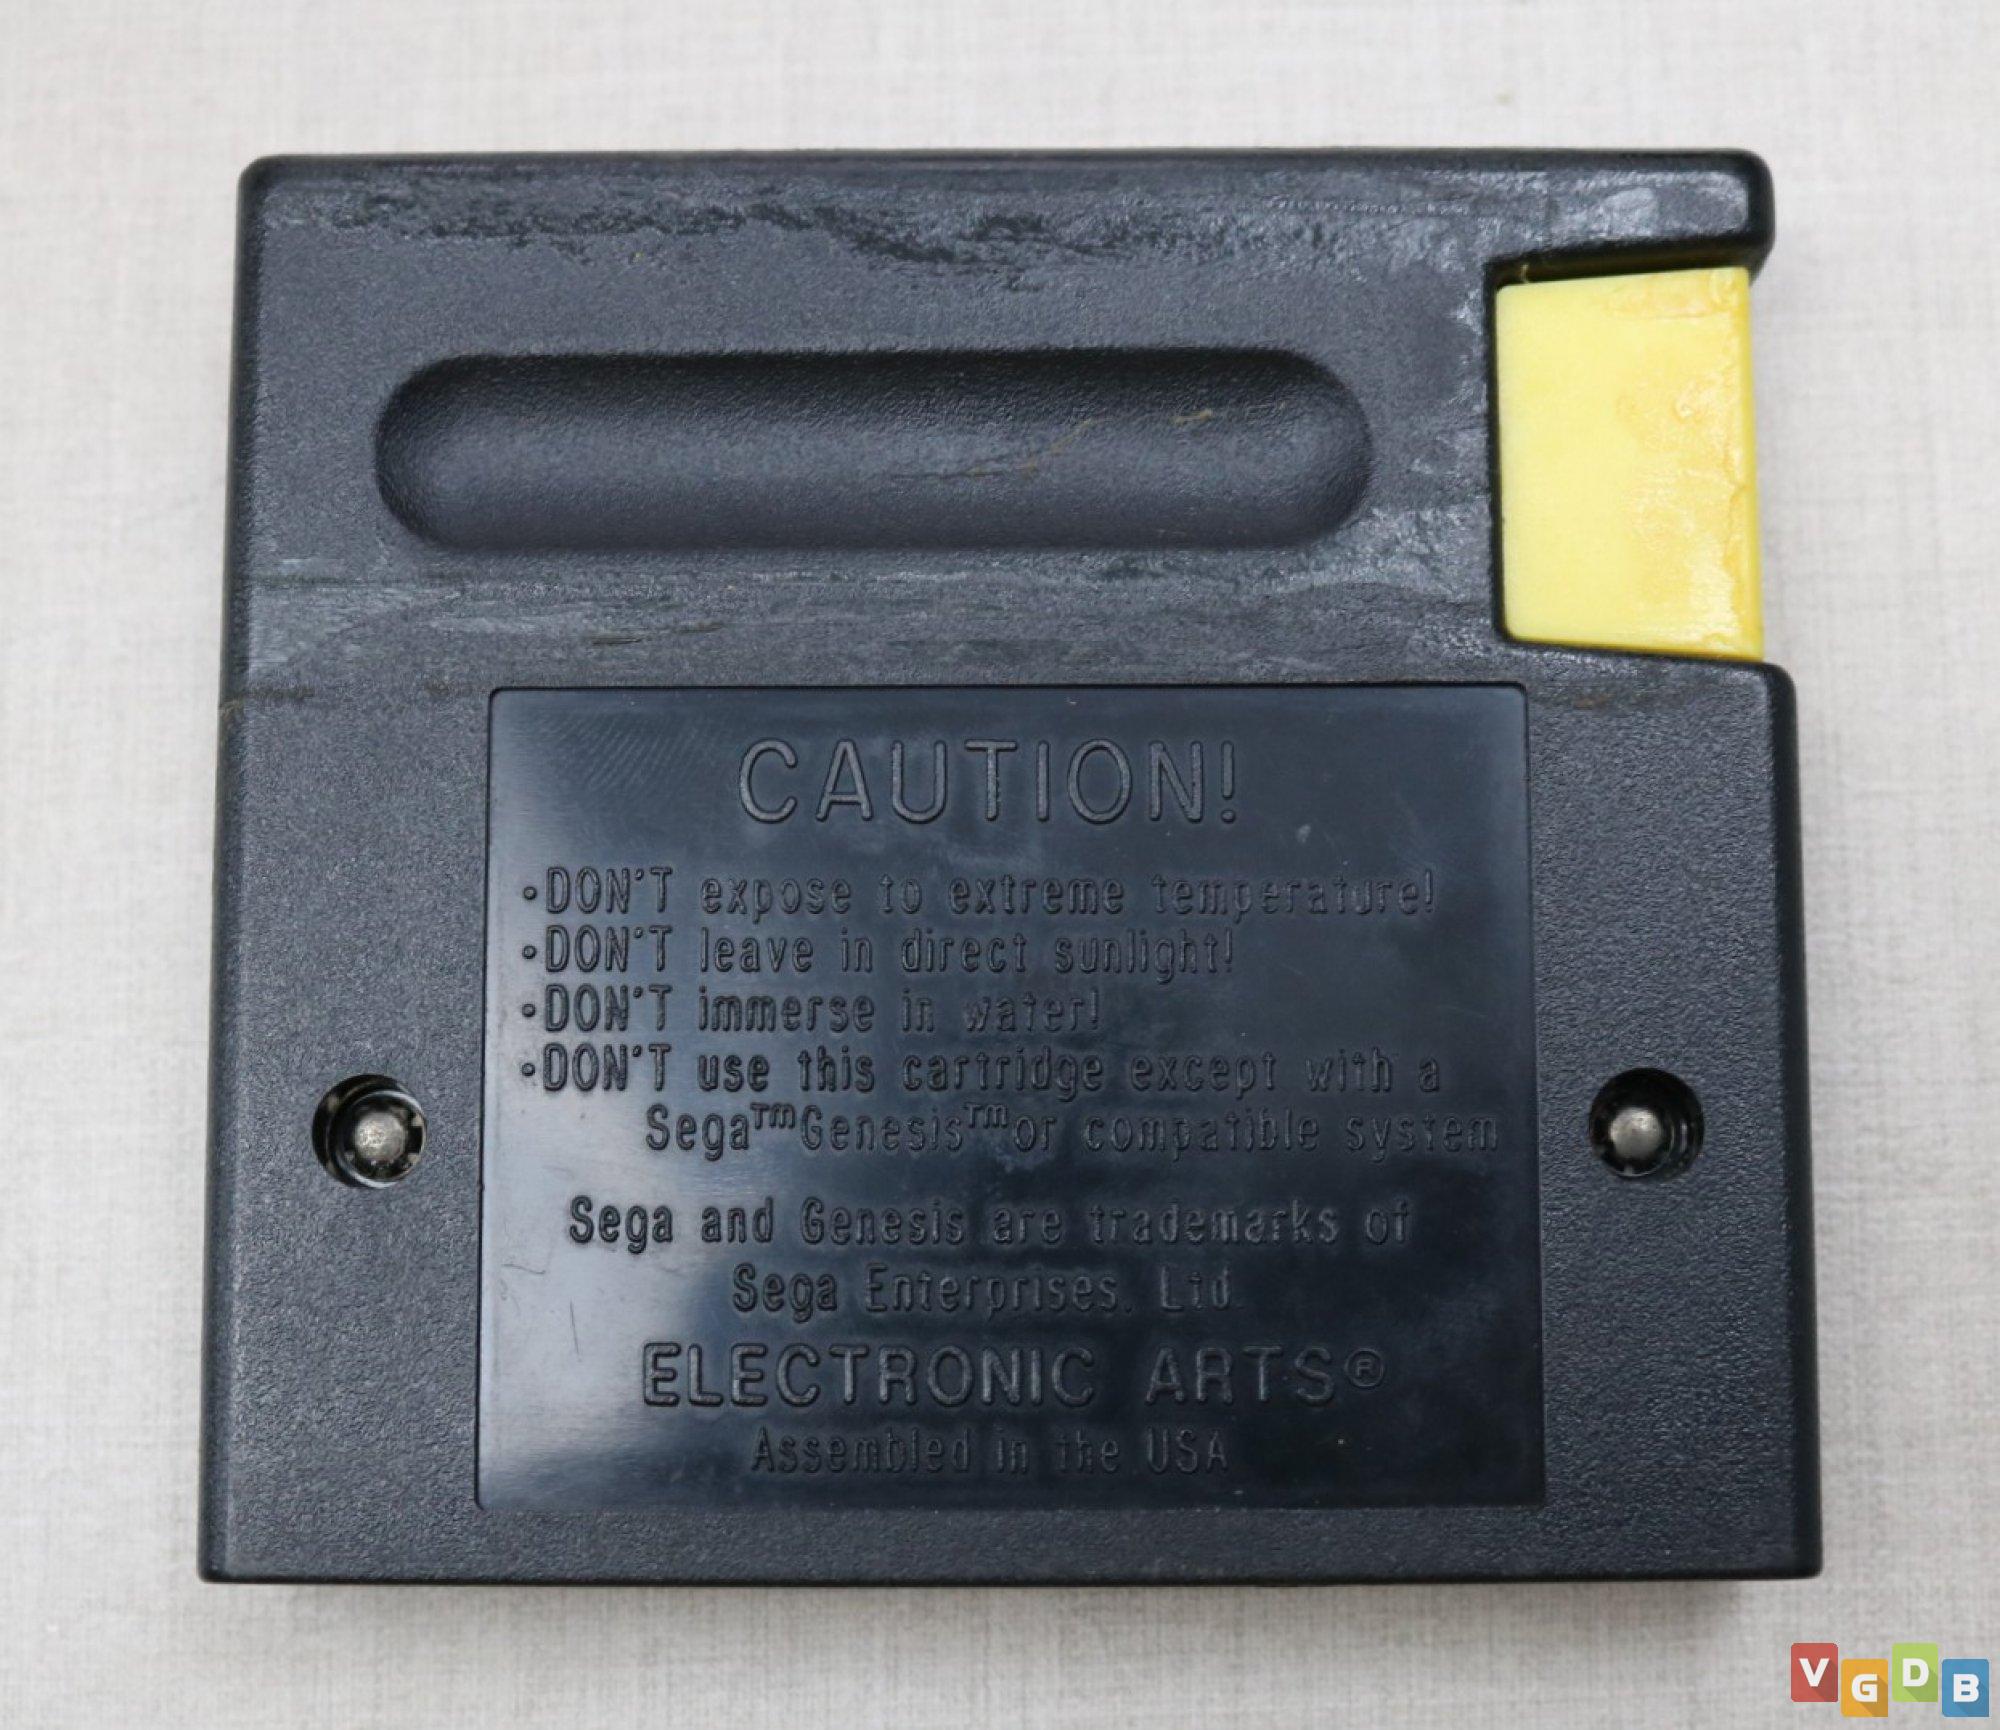 CAUTION!
•DON'T expose to extreme temperature!
•DON'T leave in direct sunlight!
•DON'T immerse in water!
•DON'T use this cartridge except with a
Sega™Genesis™or compatible system
Sega and Genesis are trademarks of
Sega Enterprises, Ltd.
ELECTRONIC ARTS®
Assembled in the USA
VGDB